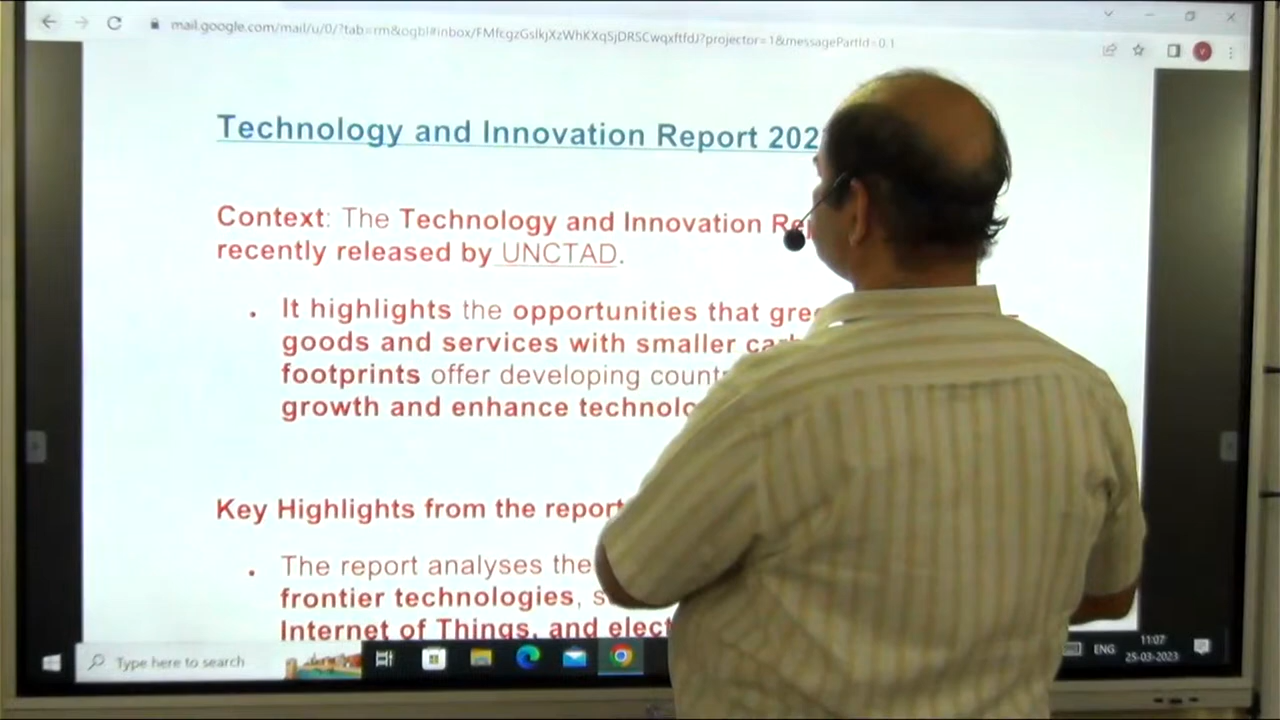 mail.google.com/mail/u/0/?tab=rm&ogbl#inbox/FMfcgzGslkjXzWhKXqSjDRSCwqxftfdJ?projector=1&messagePartId=0.1
Technology and Innovation Report 202
Context: The Technology and Innovation Re
recently released by UNCTAD.
. It highlights the opportunities that gre
goods and services with smaller ca
footprints offer developing count
growth and enhance technolo
Key Highlights from the report
. The report analyses the
frontier technologies, s
Internet of Things, and elect
Type here to search
ENG
11:07
25-03-2023